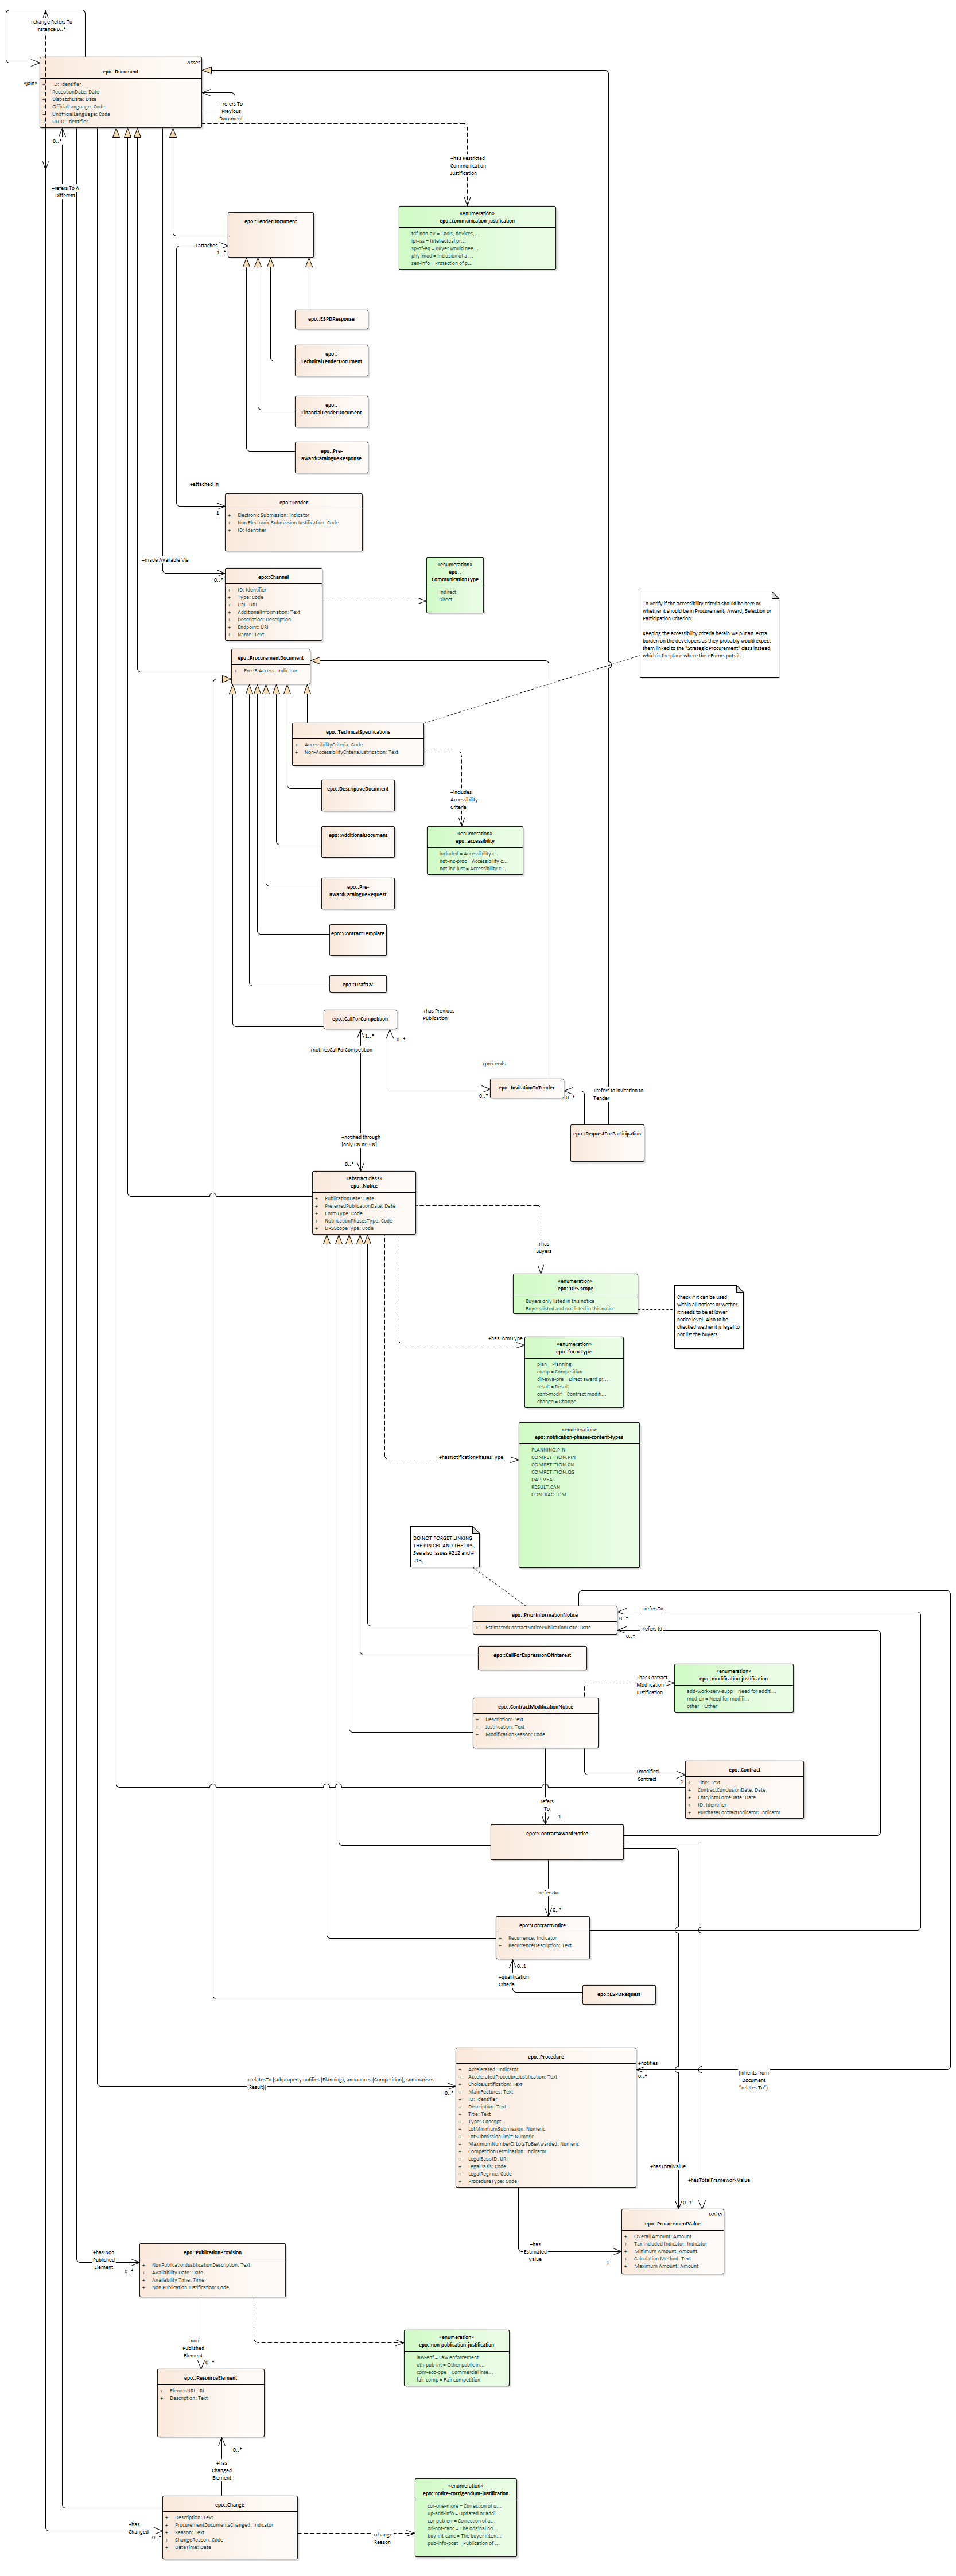 +change Refers To
Instance 0..*
Asset
epo::Document
«join»
+ ID: Identifier
+ ReceptionDate: Date
+ DispatchDate: Date
+ OfficialLanguage: Code
+ UnofficialLanguage: Code
+ UUID: Identifier
+refers To
Previous
Document
0..*
+has Restricted
Communication
Justification
+refers To A
Different
«enumeration»
epo::communication-justification
tdf-non-av = Tools, devices,...
ipr-iss = Intellectual pr...
sp-of-eq = Buyer would nee...
phy-mod = Inclusion of a ...
sen-info = Protection of p...
epo::TenderDocument
+attaches
1..*
epo::ESPDResponse
epo::
TechnicalTenderDocument
epo::
FinancialTenderDocument
epo::Pre-
awardCatalogueResponse
+attached in
1
epo::Tender
+ Electronic Submission: Indicator
+ Non Electronic Submission Justification: Code
+ ID: Identifier
+made Available Via
0..*
epo::Channel
+ ID: Identifier
+ Type: Code
+ URL: URI
+ AdditionalInformation: Text
+ Description: Description
+ Endpoint: URI
+ Name: Text
«enumeration»
epo::
CommunicationType
Indirect
Direct
To verify if the accessibility criteria should be here or
whether it should be in Procurement, Award, Selection or
Participation Criterion.
Keeping the accessibility criteria herein we put an extra
burden on the developers as they probably would expect
them linked to the "Strategic Procurement" class instead,
which is the place where the eForms puts it.
epo::ProcurementDocument
+ FreeE-Access: Indicator
epo::TechnicalSpecifications
+ AccessibilityCriteria: Code
+ Non-AccessibilityCriteriaJustification: Text
+includes
Accessibility
Criteria
epo::DescriptiveDocument
«enumeration»
epo::accessibility
included = Accessibility c...
not-inc-proc = Accessibility c...
not-inc-just = Accessibility c...
epo::AdditionalDocument
epo::Pre-
awardCatalogueRequest
epo::ContractTemplate
epo::DraftCV
epo::CallForCompetition
+has Previous
Publication
1..*
0..*
+notifiesCallForCompetition
+preceeds
0..*
epo::InvitationToTender
0..*
+refers to invitation to
Tender
epo::RequestForParticipation
+notified through
[only CN or PIN]
0..*
«abstract class»
epo::Notice
+ PublicationDate: Date
+ PreferredPublicationDate: Date
+ FormType: Code
+ NotificationPhasesType: Code
+ DPSScopeType: Code
+has
Buyers
«enumeration»
epo::DPS scope
Buyers only listed in this notice
Buyers listed and not listed in this notice
Check if it can be used
within all notices or wether
it needs to be at lower
notice level. Also to be
checked wether it is legal to
not list the buyers.
+hasFormType
«enumeration»
epo::form-type
plan = Planning
comp = Competition
dir-awa-pre = Direct award pr...
result = Result
cont-modif = Contract modifi...
change = Change
«enumeration»
epo::notification-phases-content-types
PLANNING.PIN
COMPETITION.PIN
COMPETITION.CN
COMPETITION.QS
DAP.VEAT
RESULT.CAN
CONTRACT.CM
+hasNotificationPhasesType
DO NOT FORGET LINKING
THE PIN CFC AND THE DPS.
See also issues #212 and #
213.
epo::PriorInformationNotice
+ EstimatedContractNoticePublicationDate: Date
+refersTo
0..*
+refers to
0..*
epo::CallForExpressionOfInterest
+has Contract
Modfication
Justification
«enumeration»
epo::modification-justification
add-work-serv-supp = Need for addit...
mod-cir = Need for modifi...
other = Other
epo::ContractModificationNotice
+ Description: Text
+ Justification: Text
+ ModificationReason: Code
+modified
Contract
1
epo::Contract
+ Title: Text
+ ContractConclusionDate: Date
+ EntryIntoForceDate: Date
+ ID: Identifier
+ PurchaseContractIndicator: Indicator
refers
To
1
epo::ContractAwardNotice
+refers to
0..*
epo::ContractNotice
+ Recurrence: Indicator
+ RecurrenceDescription: Text
0..1
+qualification
Criteria
epo::ESPDRequest
epo::Procedure
+ Accelerated: Indicator
+ AcceleratedProcedureJustification: Text
+ ChoiceJustification: Text
+ MainFeatures: Text
+ ID: Identifier
+ Description: Text
+ Title: Text
+ Type: Concept
+ LotMinimumSubmission: Numeric
+ LotSubmissionLimit: Numeric
+ MaximumNumberOfLotsToBeAwarded: Numeric
+ CompetitionTermination: Indicator
+ LegalBasisID: URI
+ LegalBasis: Code
+ LegalRegime: Code
+ ProcedureType: Code
+notifies
0..*
(inherits from
Document
"relates To")
+relatesTo (subproperty notifies (Planning), announces (Competition), summarises
(Result))
0..*
+hasTotalValue
+hasTotalFrameworkValue
0..1
Value
epo::ProcurementValue
+ Overall Amount: Amount
+ Tax Included Indicator: Indicator
+ Minimum Amount: Amount
+ Calculation Method: Text
+ Maximum Amount: Amount
+has
Estimated
Value
1
+has Non
Published
Element
0..*
epo::PublicationProvision
+ NonPublicationJustificationDescription: Text
+ Availability Date: Date
+ Availability Time: Time
+ Non Publication Justification: Code
+non
Published
Element
0..*
«enumeration»
epo::non-publication-justification
law-enf = Law enforcement
oth-pub-int = Other public in...
com-eco-ope = Commercial inte...
fair-comp = Fair competition
epo::ResourceElement
+ ElementIRI: IRI
+ Description: Text
0..*
+has
Changed
Element
epo::Change
+ Description: Text
+ ProcurementDocumentsChanged: Indicator
+ Reason: Text
+ ChangeReason: Code
+ DateTime: Date
+has
Changed
0..*
+change
Reason
«enumeration»
epo::notice-corrigendum-justification
cor-one-more = Correction of o...
up-add-info = Updated or addi...
cor-pub-err = Correction of a...
ori-not-canc = The original no...
buy-int-canc = The buyer inten...
pub-info-post = Publication of ...